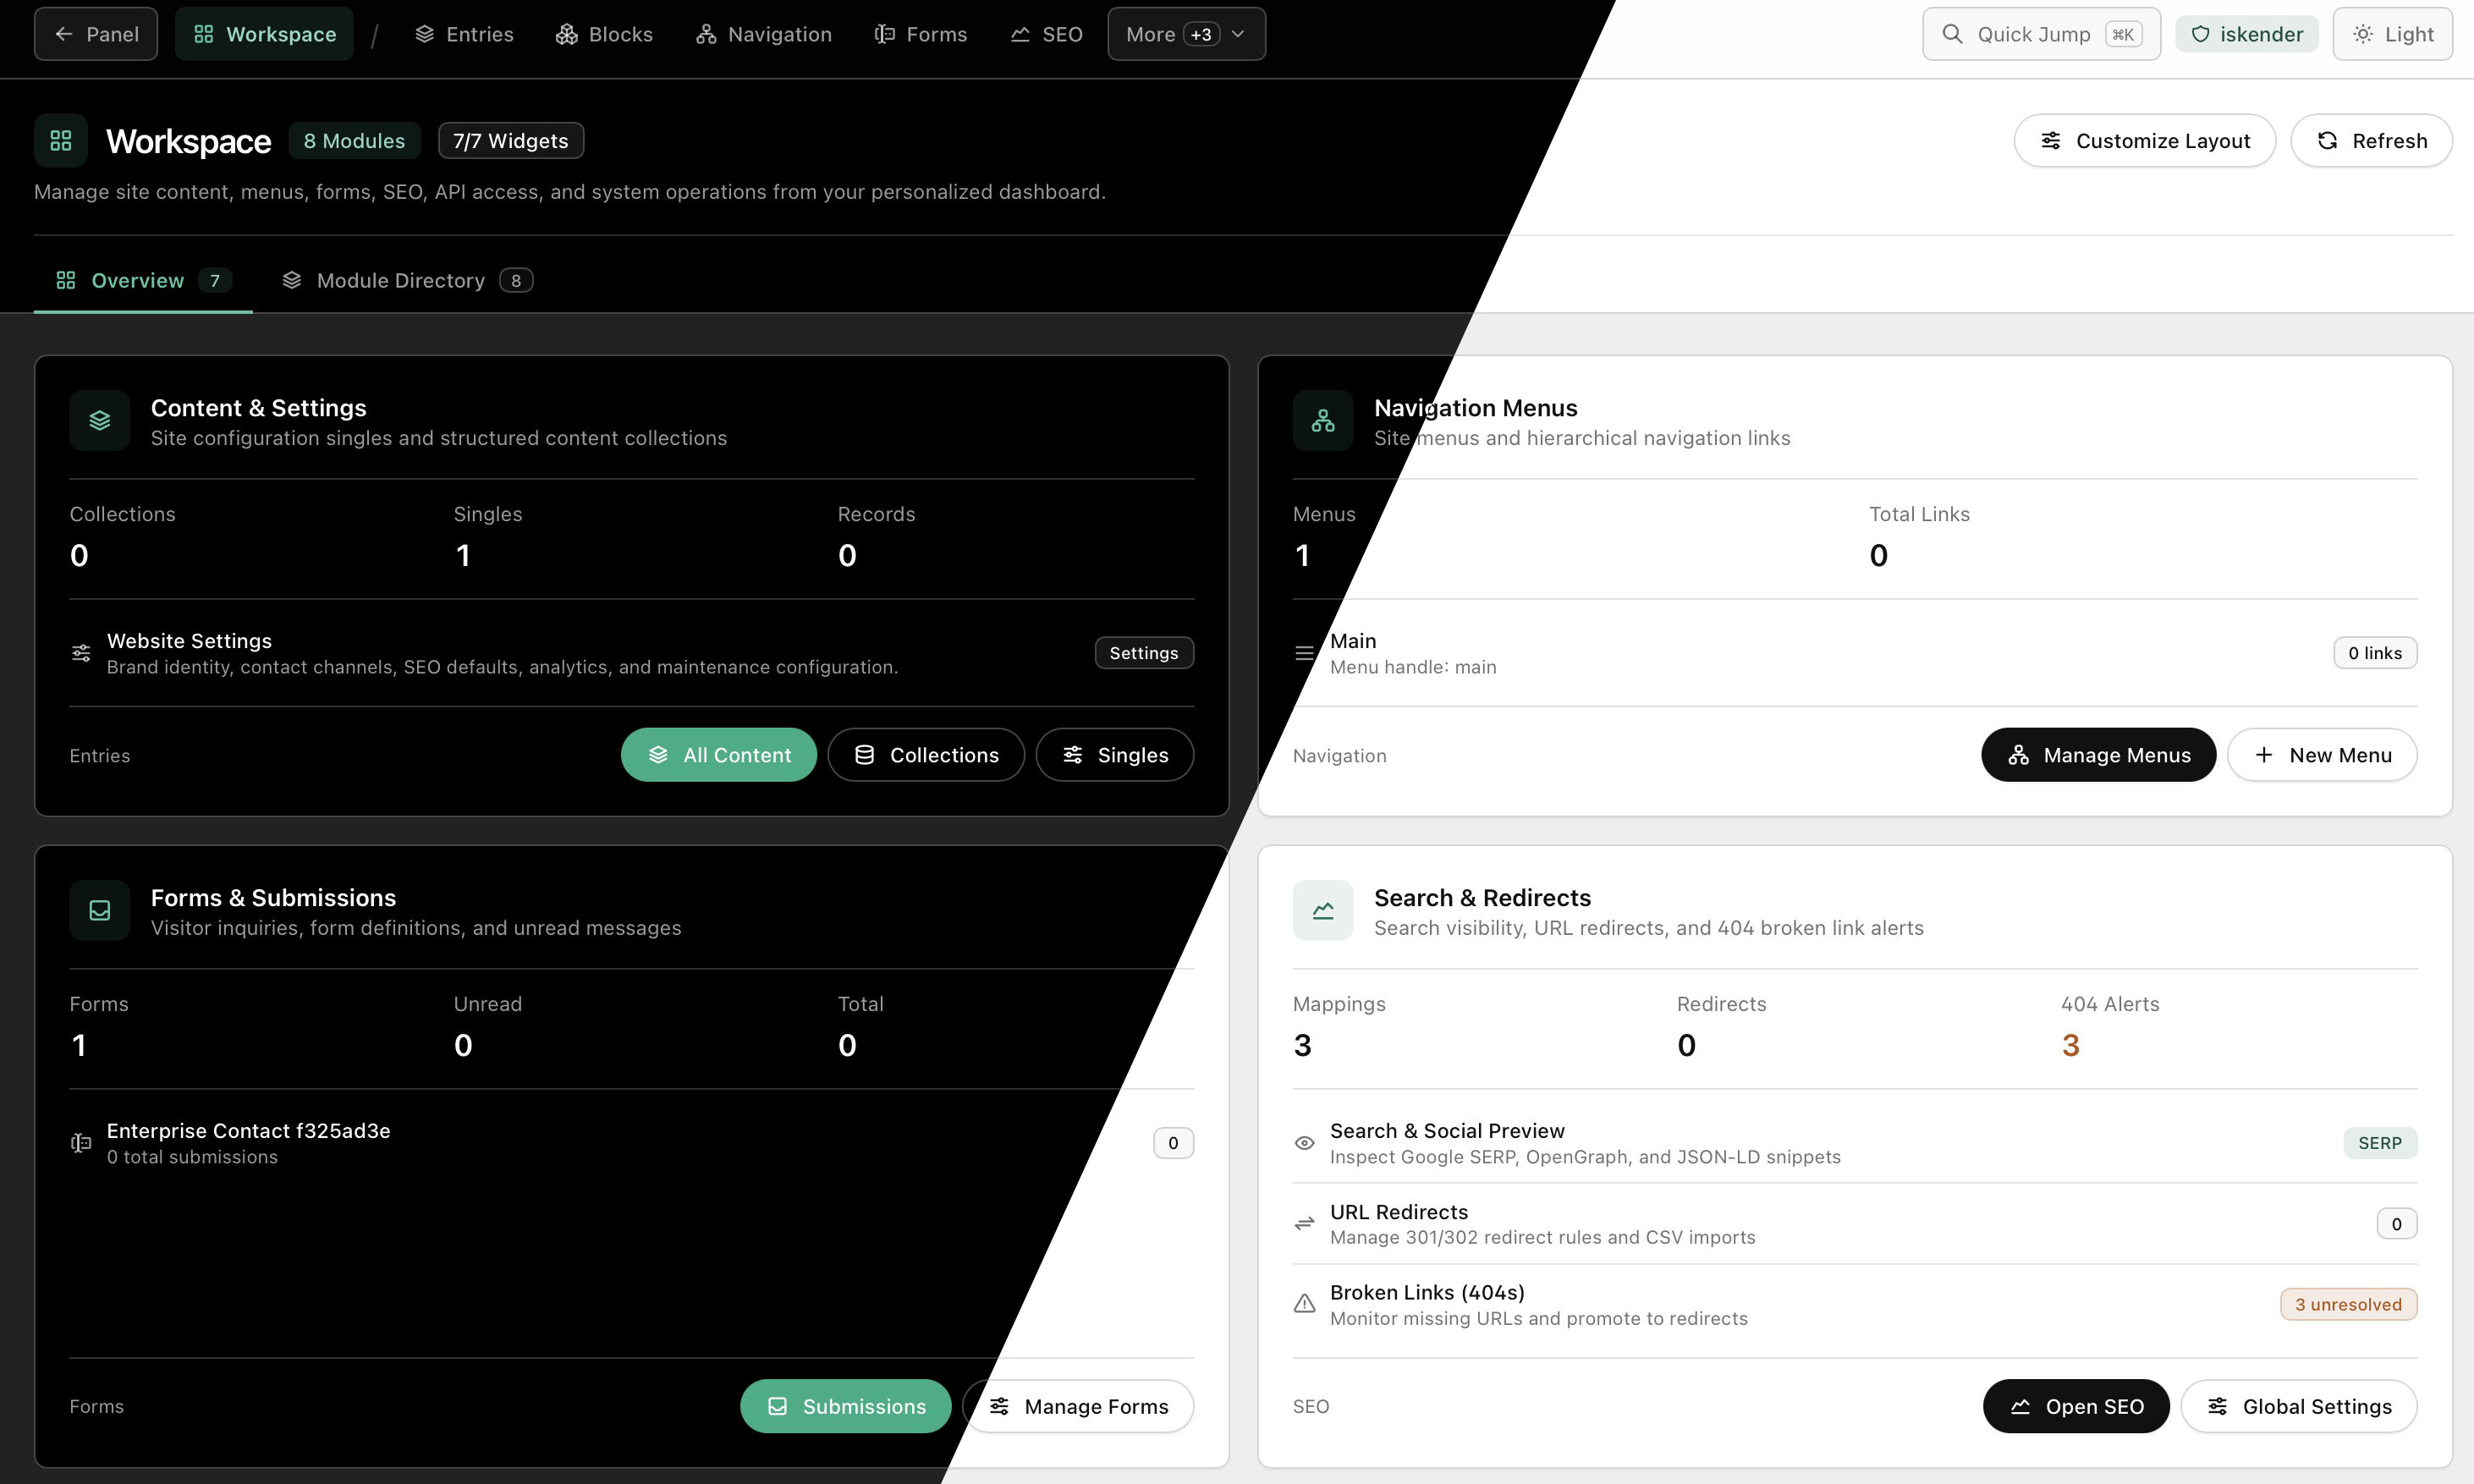 Panel Workspace / Entries Blocks Navigation Forms SEO More +3 Quick Jump ⌘K iskender Light
Workspace 8 Modules 7/7 Widgets Customize Layout Refresh
Manage site content, menus, forms, SEO, API access, and system operations from your personalized dashboard.
Overview 7 Module Directory 8
Content & Settings
Site configuration singles and structured content collections
Collections Singles Records
0 1 0
Website Settings
Brand identity, contact channels, SEO defaults, analytics, and maintenance configuration.
Settings
Entries All Content Collections Singles
Navigation Menus
Site menus and hierarchical navigation links
Menus Total Links
1 0
Main
Menu handle: main
0 links
Navigation Manage Menus New Menu
Forms & Submissions
Visitor inquiries, form definitions, and unread messages
Forms Unread Total
1 0 0
Enterprise Contact f325ad3e
0 total submissions
0
Forms Submissions Manage Forms
Search & Redirects
Search visibility, URL redirects, and 404 broken link alerts
Mappings Redirects 404 Alerts
3 0 3
Search & Social Preview
Inspect Google SERP, OpenGraph, and JSON-LD snippets
SERP
URL Redirects
Manage 301/302 redirect rules and CSV imports
0
Broken Links (404s)
Monitor missing URLs and promote to redirects
3 unresolved
SEO Open SEO Global Settings